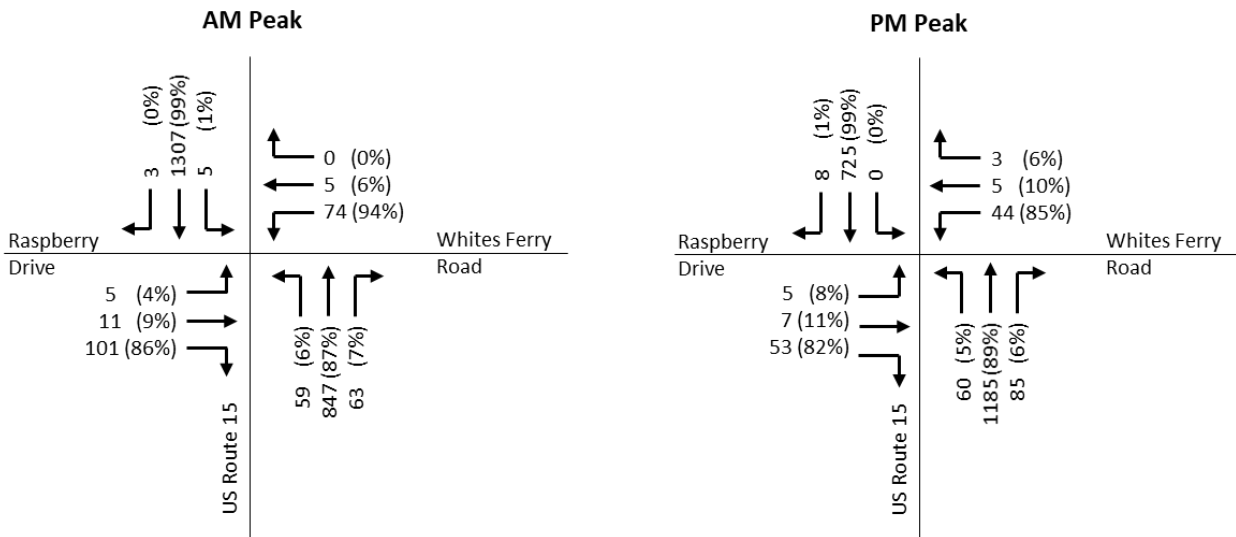 AM Peak
3 (0%)
1307 (99%)
5 (1%)
0 (0%)
5 (6%)
74 (94%)
Raspberry
Drive
Whites Ferry
Road
5 (4%)
11 (9%)
101 (86%)
59 (6%)
847 (87%)
63 (7%)
US Route 15
PM Peak
8 (1%)
725 (99%)
0 (0%)
3 (6%)
5 (10%)
44 (85%)
Raspberry
Drive
Whites Ferry
Road
5 (8%)
7 (11%)
53 (82%)
60 (5%)
1185 (89%)
85 (6%)
US Route 15